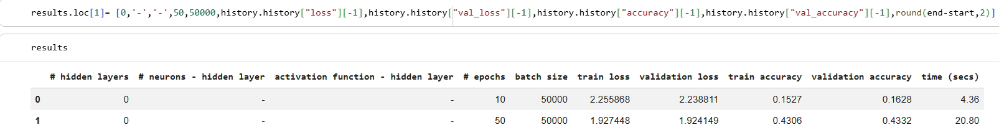 results.loc[1]= [0,'-','-',50,50000,history.history["loss"][-1],history.history["val_loss"][-1],history.history["accuracy"][-1],history.history["val_accuracy"][-1],round(end-start,2)]
results
# hidden layers # neurons - hidden layer activation function - hidden layer # epochs batch size train loss validation loss train accuracy validation accuracy time (secs)
0 0 - - 10 50000 2.255868 2.238811 0.1527 0.1628 4.36
1 0 - - 50 50000 1.927448 1.924149 0.4306 0.4332 20.80